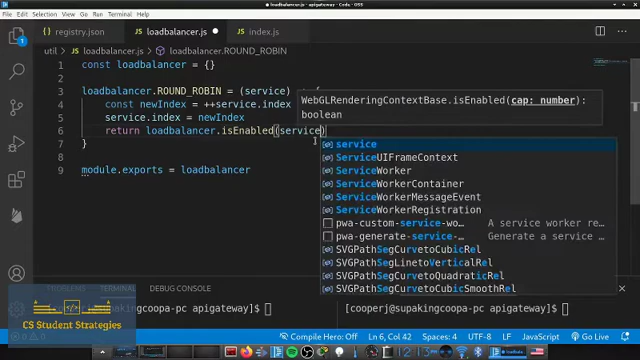 File Edit Selection View Go Run Terminal Help
loadbalancer.js - apigateway - Code - OSS
registry.json
loadbalancer.js
index.js
util > loadbalancer.js > loadbalancer.ROUND_ROBIN
1 const loadbalancer = {}
2
3 loadbalancer.ROUND_ROBIN = (service) {
4 const newIndex = ++service.index
5 service.index = newIndex
6 return loadbalancer.isEnabled(service)
7 }
8
9 module.exports = loadbalancer
WebGLRenderingContextBase.isEnabled(cap: number):
boolean
service
ServiceUIFrameContext
ServiceWorker
ServiceWorkerContainer
ServiceWorkerMessageEvent
ServiceWorkerRegistration
pwa-custom-service-wo… A service worker re…
pwa-generate-service-… Generate a service …
SVGPathSegCurvetoCubicRel
SVGPathSegLinetoVerticalRel
SVGPathSegCurvetoQuadraticRel
SVGPathSegCurvetoCubicSmoothRel
PROBLEMS
TERMINAL
[cooperj@supakingcoopa-pc apigateway]$
[cooperj@supakingcoopa-pc apigateway]$
CS Student Strategies
0 0 Compile Hero: Off
Ln 6, Col 42 Spaces: 4 UTF-8 LF JavaScript Go Live